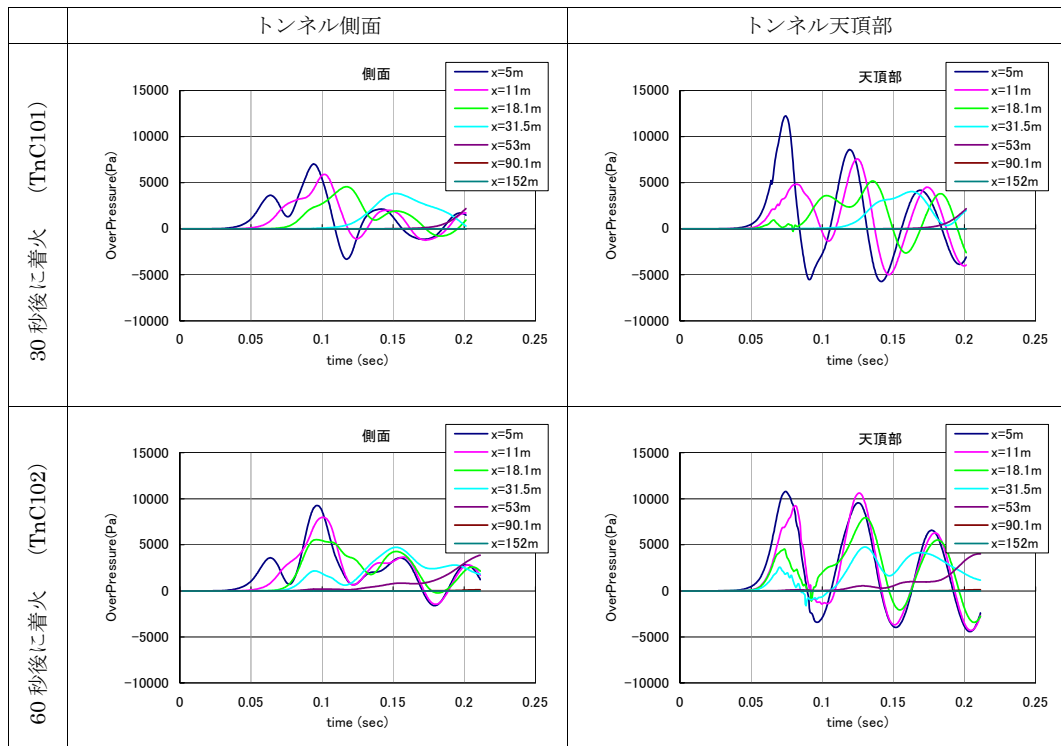 トンネル側面
トンネル天頂部
30 秒後に着火　(TnC101)
側面
x=5m
x=11m
x=18.1m
x=31.5m
x=53m
x=90.1m
x=152m
15000
10000
5000
0
-5000
-10000
OverPressure(Pa)
0
0.05
0.1
0.15
0.2
0.25
time (sec)
天頂部
x=5m
x=11m
x=18.1m
x=31.5m
x=53m
x=90.1m
x=152m
15000
10000
5000
0
-5000
-10000
OverPressure(Pa)
0
0.05
0.1
0.15
0.2
0.25
time (sec)
60 秒後に着火　(TnC102)
側面
x=5m
x=11m
x=18.1m
x=31.5m
x=53m
x=90.1m
x=152m
15000
10000
5000
0
-5000
-10000
OverPressure(Pa)
0
0.05
0.1
0.15
0.2
0.25
time (sec)
天頂部
x=5m
x=11m
x=18.1m
x=31.5m
x=53m
x=90.1m
x=152m
15000
10000
5000
0
-5000
-10000
OverPressure(Pa)
0
0.05
0.1
0.15
0.2
0.25
time (sec)